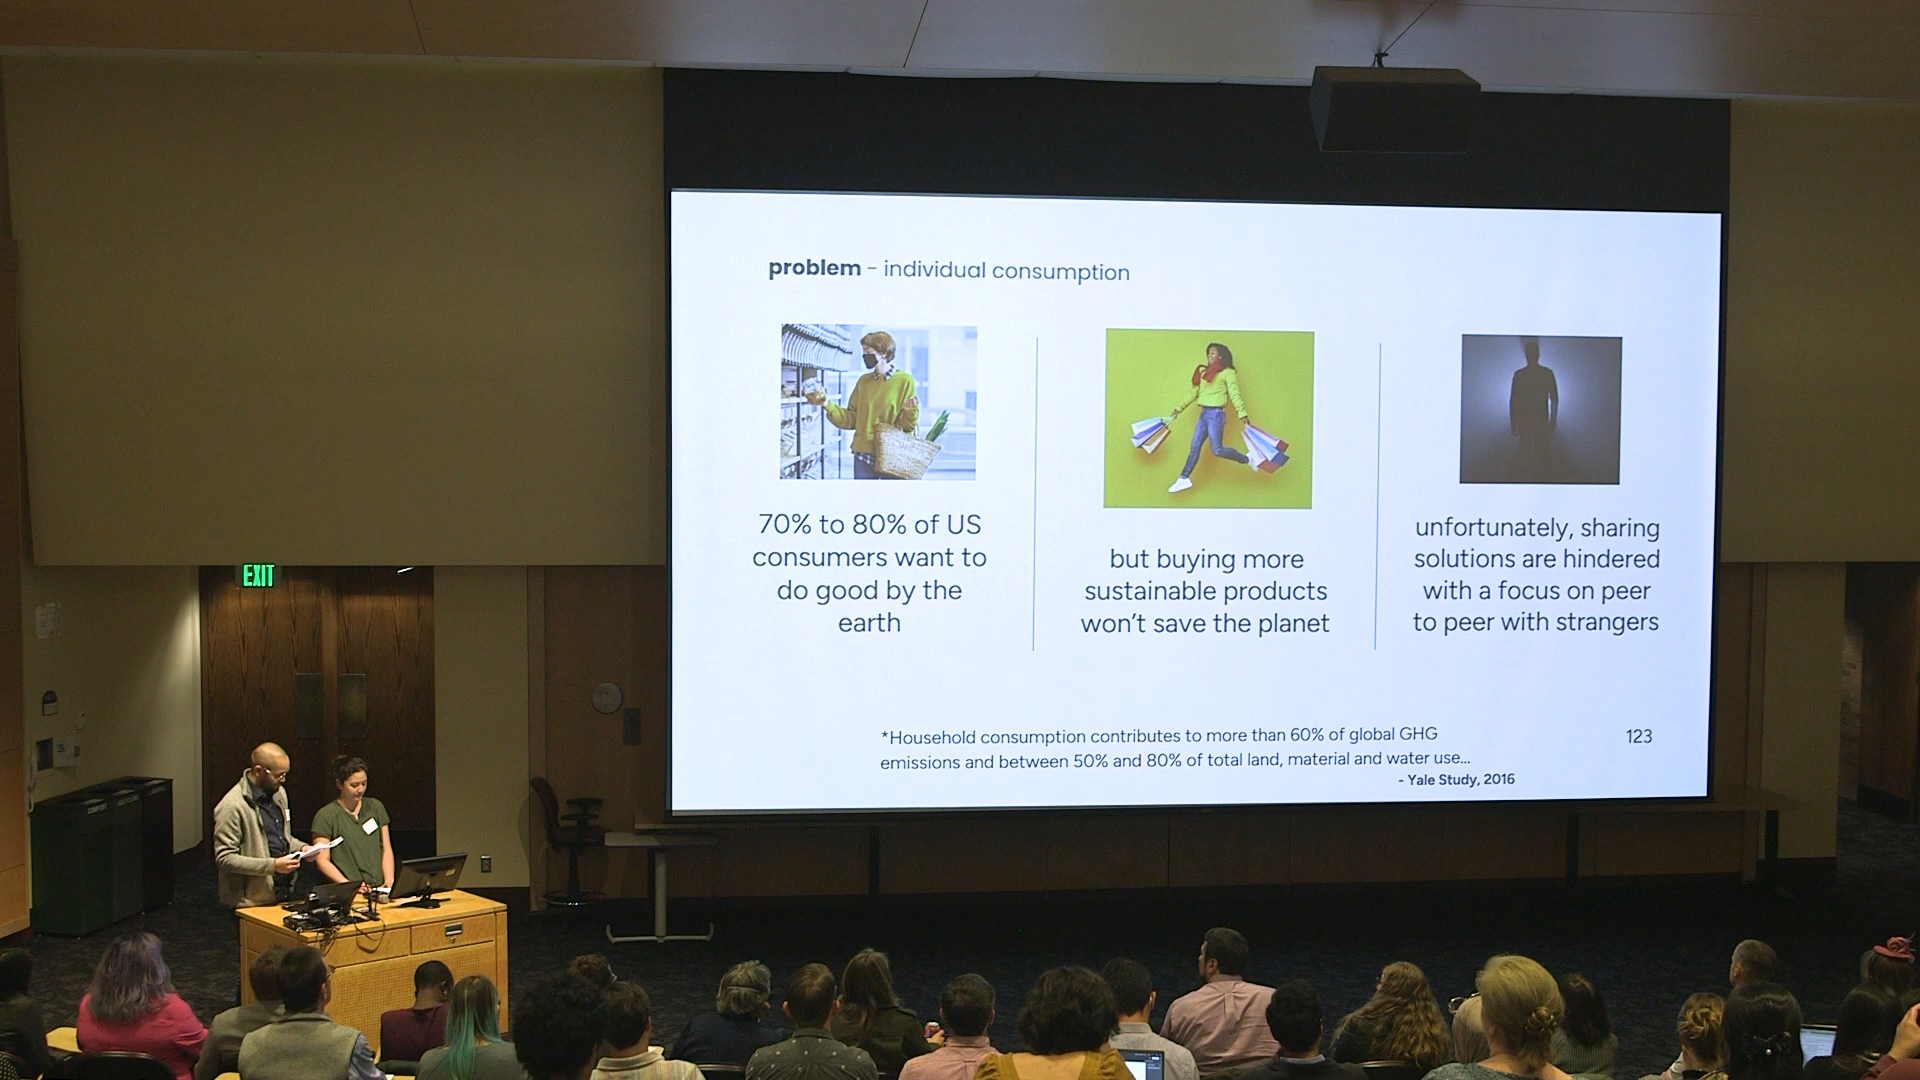 problem - individual consumption
70% to 80% of US
consumers want to
do good by the
earth
but buying more
sustainable products
won't save the planet
unfortunately, sharing
solutions are hindered
with a focus on peer
to peer with strangers
*Household consumption contributes to more than 60% of global GHG
emissions and between 50% and 80% of total land, material and water use...
- Yale Study, 2016
123
EXIT